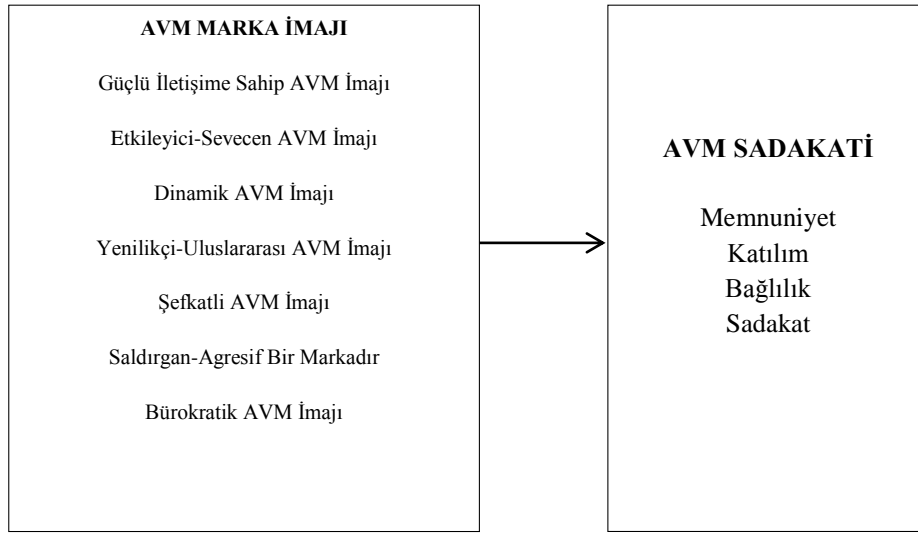 AVM MARKA İMAJI
Güçlü İletişime Sahip AVM İmajı
Etkileyici-Sevecen AVM İmajı
Dinamik AVM İmajı
Yenilikçi-Uluslararası AVM İmajı
Şefkatli AVM İmajı
Saldırgan-Agresif Bir Markadır
Bürokratik AVM İmajı
AVM SADAKATİ
Memnuniyet
Katılım
Bağlılık
Sadakat